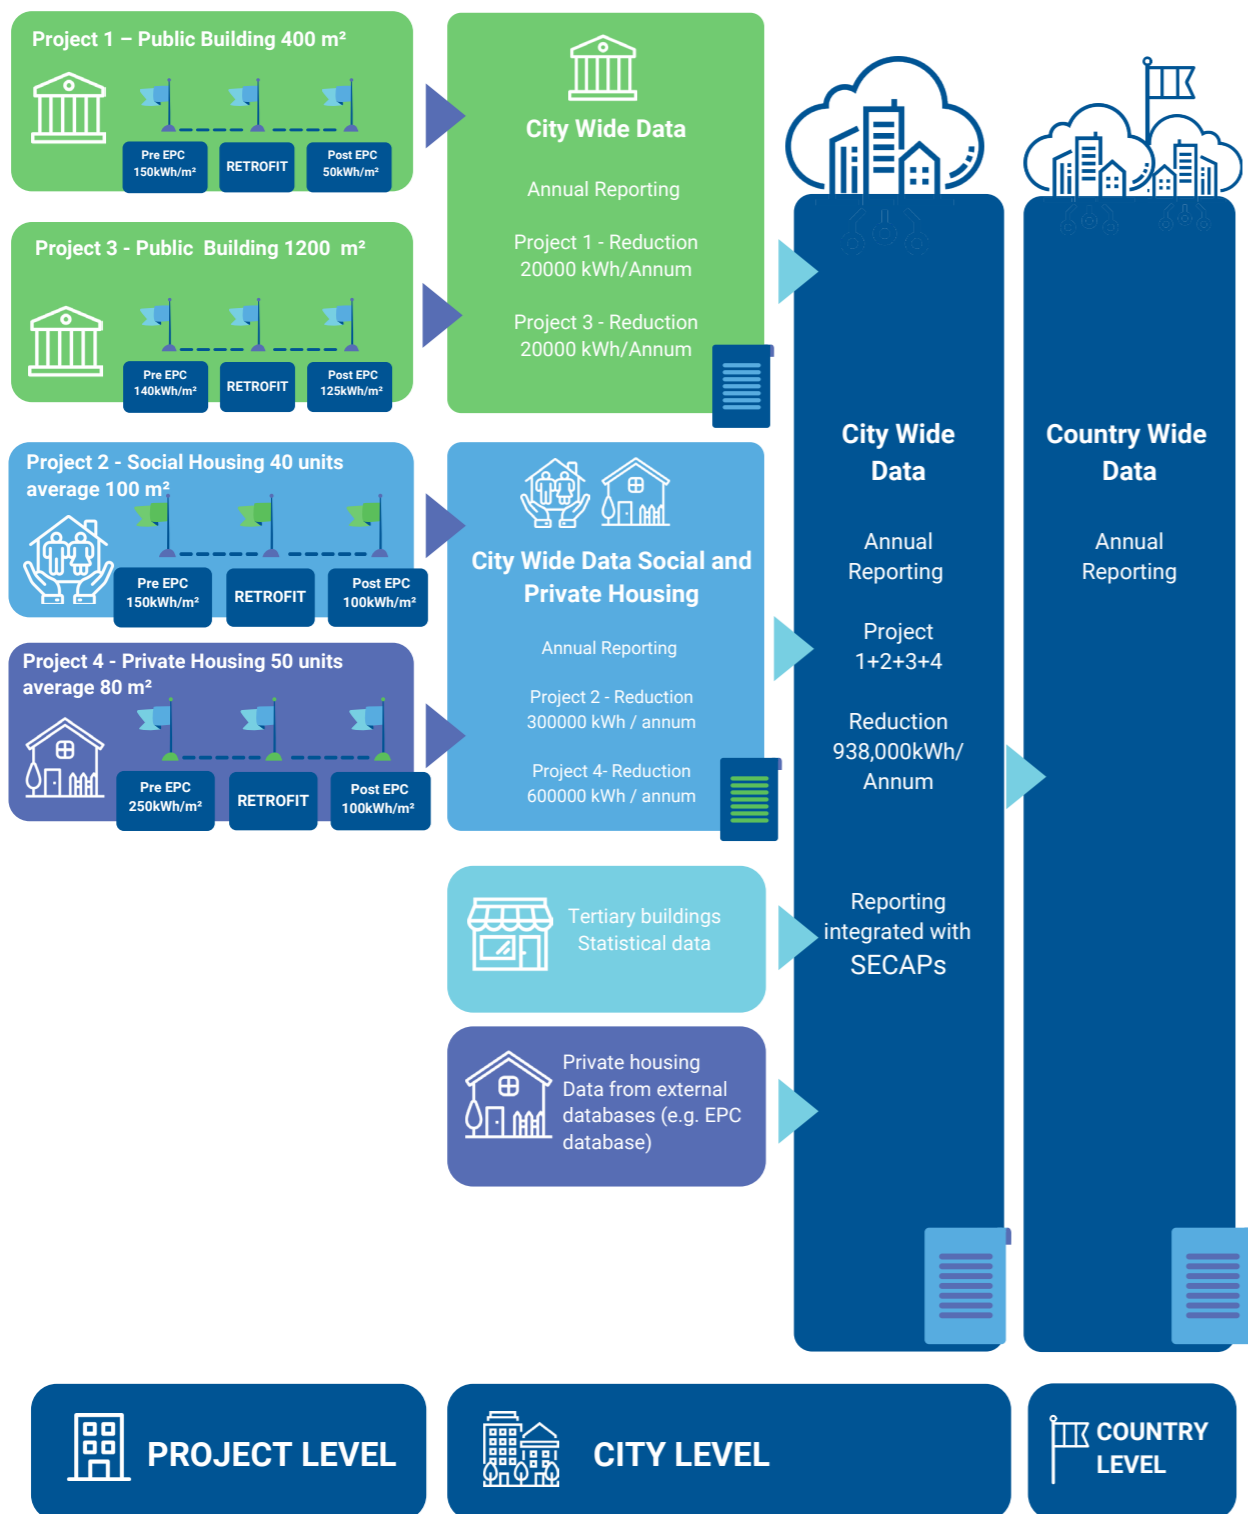 Project 1 – Public Building 400 m²
Pre EPC
150kWh/m²
RETROFIT
Post EPC
50kWh/m²
Project 3 - Public  Building 1200  m²
Pre EPC
140kWh/m²
RETROFIT
Post EPC
125kWh/m²
Project 2 - Social Housing 40 units
average 100 m²
Pre EPC
150kWh/m²
RETROFIT
Post EPC
100kWh/m²
Project 4 - Private Housing 50 units
average 80 m²
Pre EPC
250kWh/m²
RETROFIT
Post EPC
100kWh/m²
City Wide Data
Annual Reporting
Project 1 - Reduction
20000 kWh/Annum
Project 3 - Reduction
20000 kWh/Annum
City Wide Data Social and
Private Housing
Annual Reporting
Project 2 - Reduction
300000 kWh / annum
Project 4- Reduction
600000 kWh / annum
Tertiary buildings
Statistical data
Private housing
Data from external
databases (e.g. EPC
database)
City Wide
Data
Annual
Reporting
Project
1+2+3+4
Reduction
938,000kWh/
Annum
Reporting
integrated with
SECAPs
Country Wide
Data
Annual
Reporting
PROJECT LEVEL
CITY LEVEL
COUNTRY
LEVEL